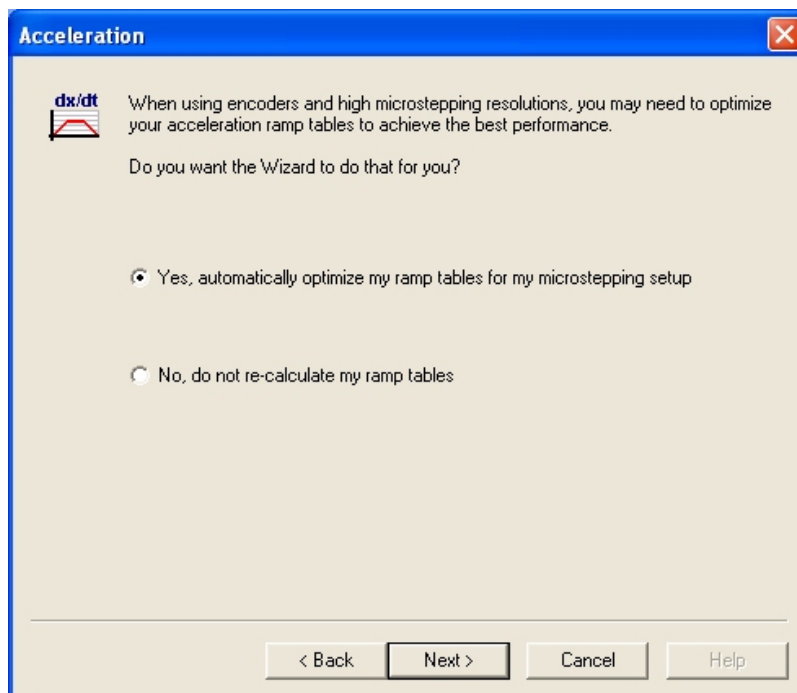 Acceleration
dx/dt
When using encoders and high microstepping resolutions, you may need to optimize
your acceleration ramp tables to achieve the best performance.
Do you want the Wizard to do that for you?
Yes, automatically optimize my ramp tables for my microstepping setup
No, do not re-calculate my ramp tables
< Back
Next >
Cancel
Help